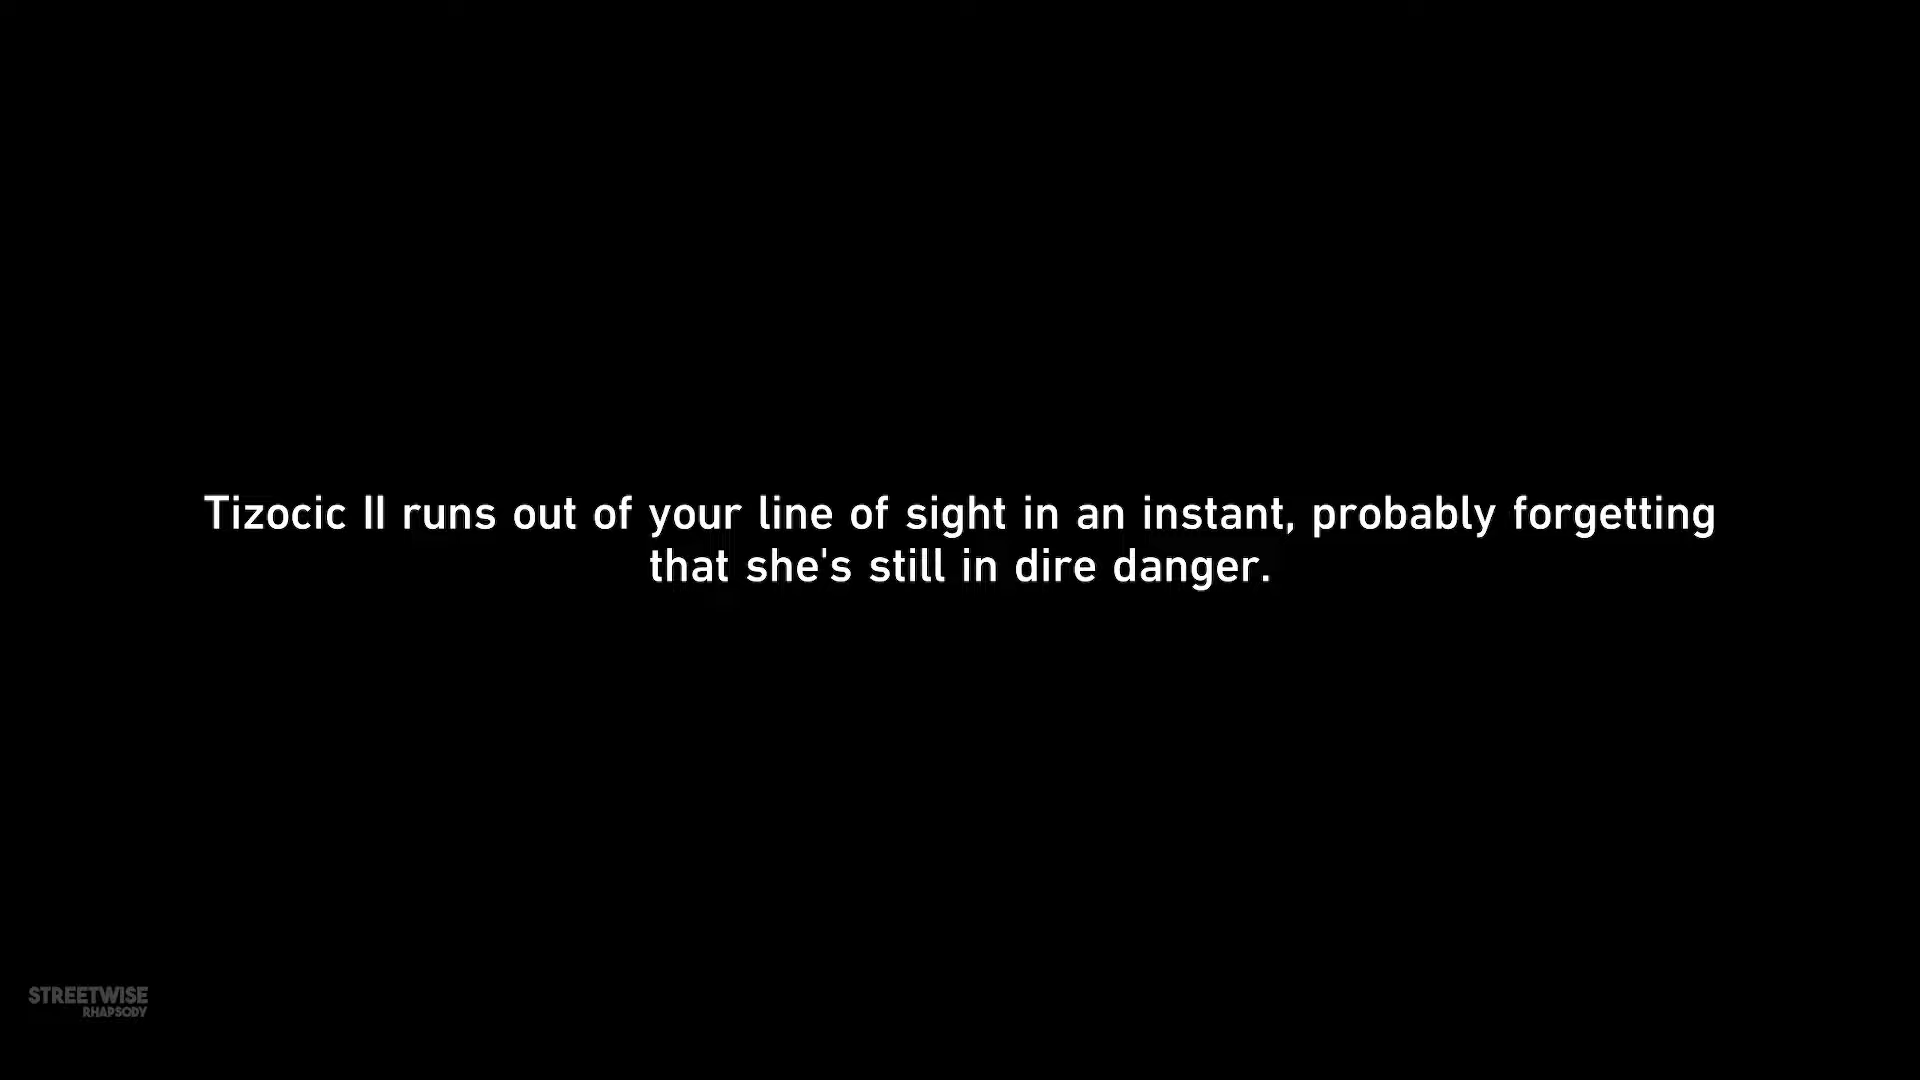 Tizocic II runs out of your line of sight in an instant, probably forgetting
that she's still in dire danger.
STREETWISE
RHAPSODY